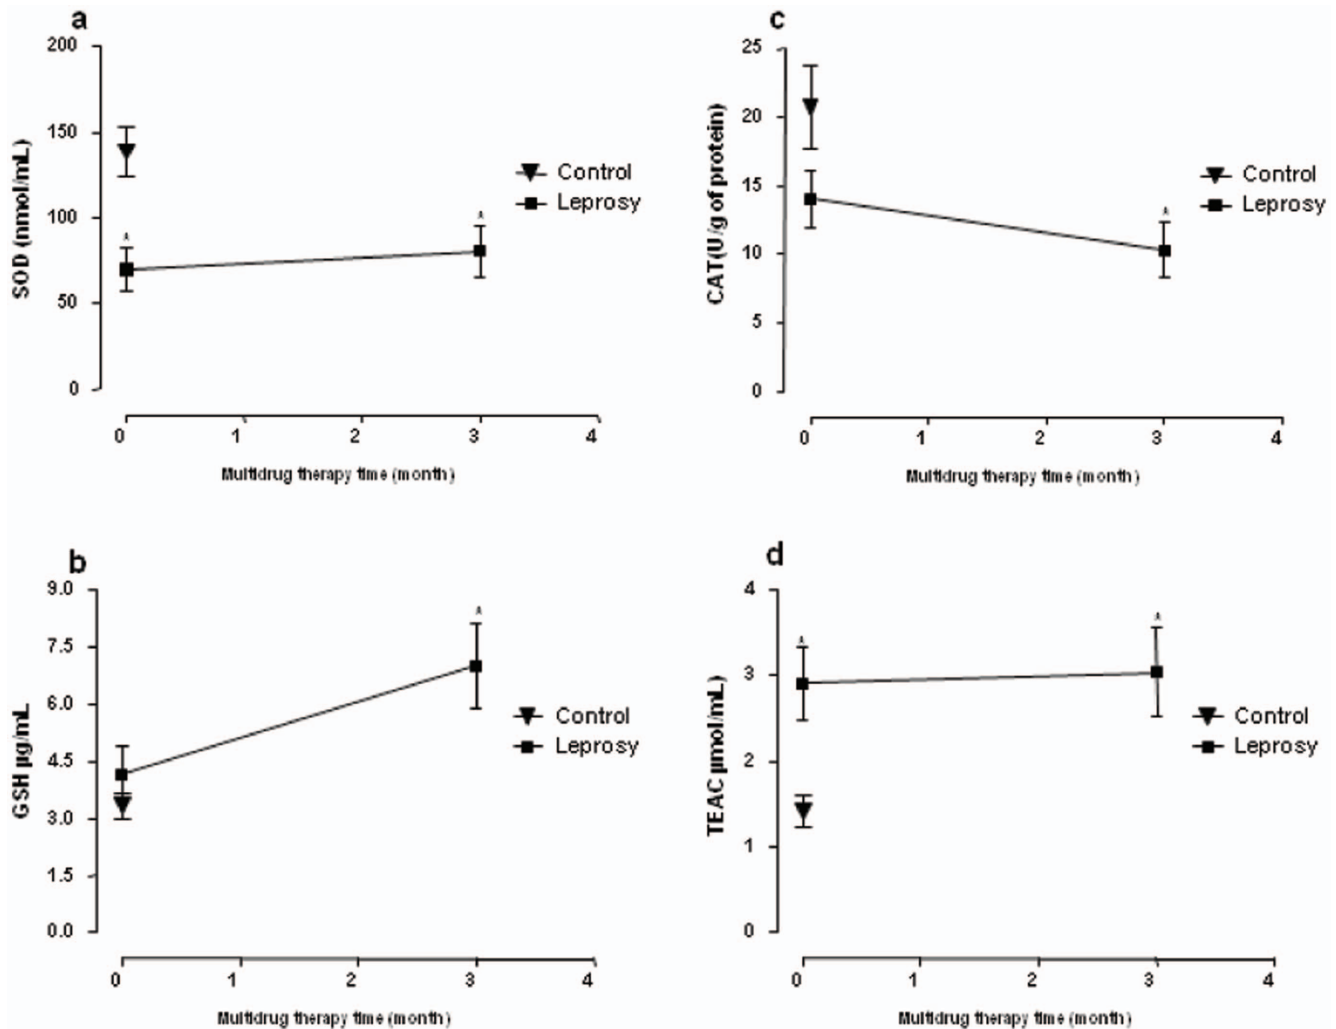 a
200
150
100
50
0
SOD (nmol/mL)
*
*
Control
Leprosy
0 1 2 3 4
Multidrug therapy time (month)
c
25
20
15
10
5
0
CAT(U/g of protein)
*
Control
Leprosy
0 1 2 3 4
Multidrug therapy time (month)
b
9.0
7.5
6.0
4.5
3.0
1.5
0.0
GSH µg/mL
*
Control
Leprosy
0 1 2 3 4
Multidrug therapy time (month)
d
4
3
2
1
0
TEAC µmol/mL)
*
*
Control
Leprosy
0 1 2 3 4
Multidrug therapy time (month)